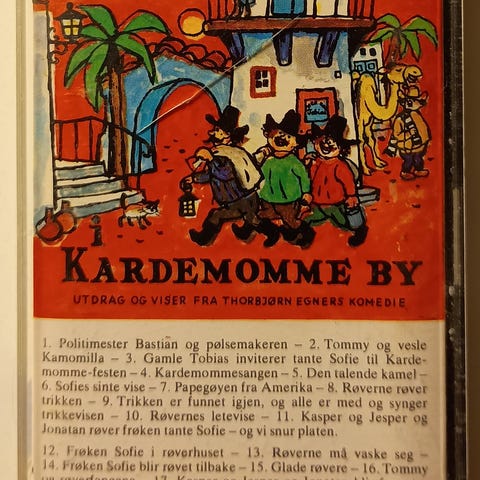 KARDEMOMME BY
UTDRAG OG VISER FRA THORBJØRN EGNERS KOMEDIE
1. Politimester Bastian og pølsemakeren – 2. Tommy og vesle
Kamomilla – 3. Gamle Tobias inviterer tante Sofie til Karde-
momme-festen – 4. Kardemommesangen – 5. Den talende kamel –
6. Sofies sinte vise – 7. Papegøyen fra Amerika – 8. Røverne røver
trikken – 9. Trikken er funnet igjen, og alle er med og synger
trikkevisen – 10. Røvernes letevise – 11. Kasper og Jesper og
Jonatan røver frøken tante Sofie – og vi snur platen.
12. Frøken Sofie i røverhuset – 13. Røverne må vaske seg –
14. Frøken Sofie blir røvet tilbake – 15. Glade røvere – 16. Tommy